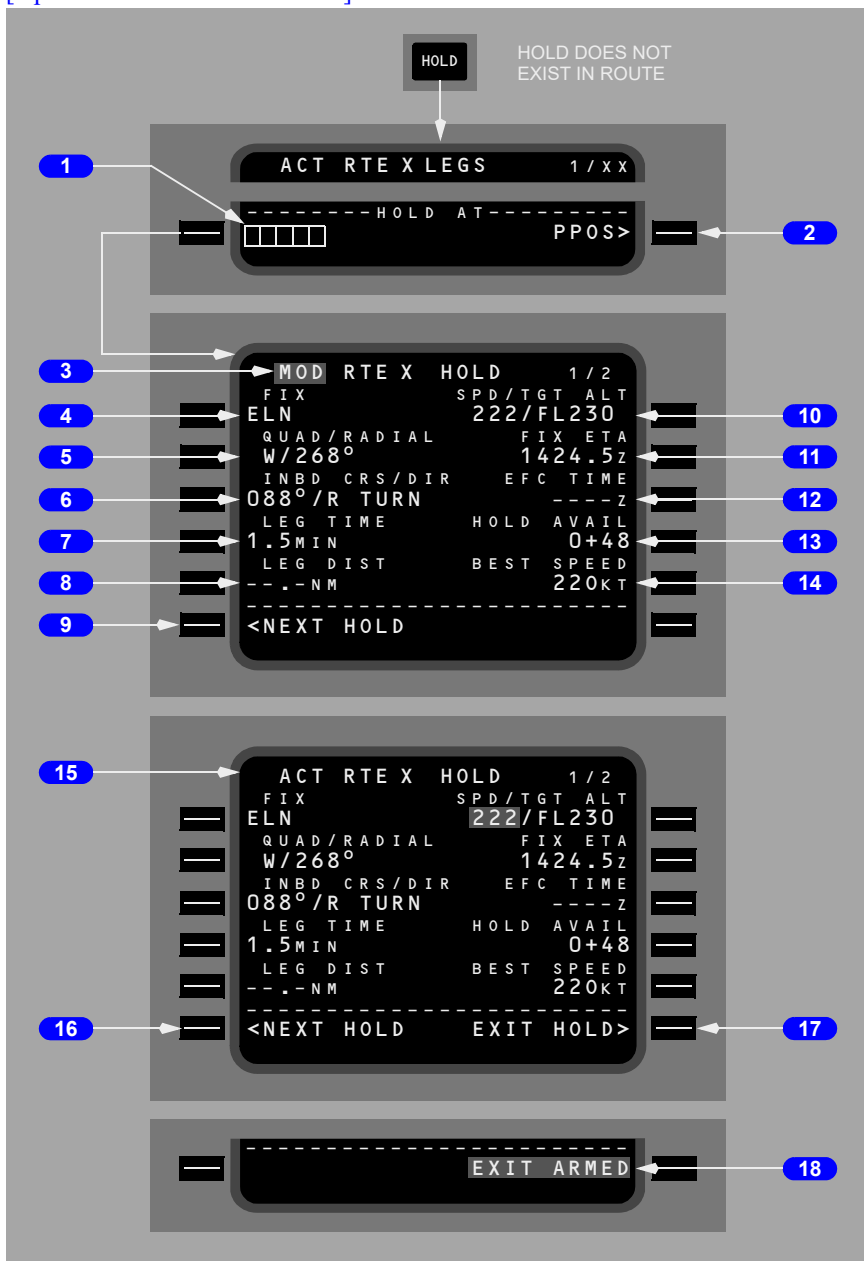 HOLD
HOLD DOES NOT
EXIST IN ROUTE
1
ACT RTE X LEGS 1/XX
--------HOLD AT---------
PPOS>
2
3
MOD RTE X HOLD 1/2
FIX SPD/TGT ALT
4
ELN 222/FL230
10
QUAD/RADIAL FIX ETA
5
W/268° 1424.5z
11
INBD CRS/DIR EFC TIME
6
088°/R TURN ----z
12
LEG TIME HOLD AVAIL
7
1.5MIN 0+48
13
LEG DIST BEST SPEED
8
--.-NM 220KT
14
------------------------
9
<NEXT HOLD
15
ACT RTE X HOLD 1/2
FIX SPD/TGT ALT
ELN 222/FL230
QUAD/RADIAL FIX ETA
W/268° 1424.5z
INBD CRS/DIR EFC TIME
088°/R TURN ----z
LEG TIME HOLD AVAIL
1.5MIN 0+48
LEG DIST BEST SPEED
--.-NM 220KT
------------------------
16
<NEXT HOLD EXIT HOLD>
17
------------------------
EXIT ARMED
18